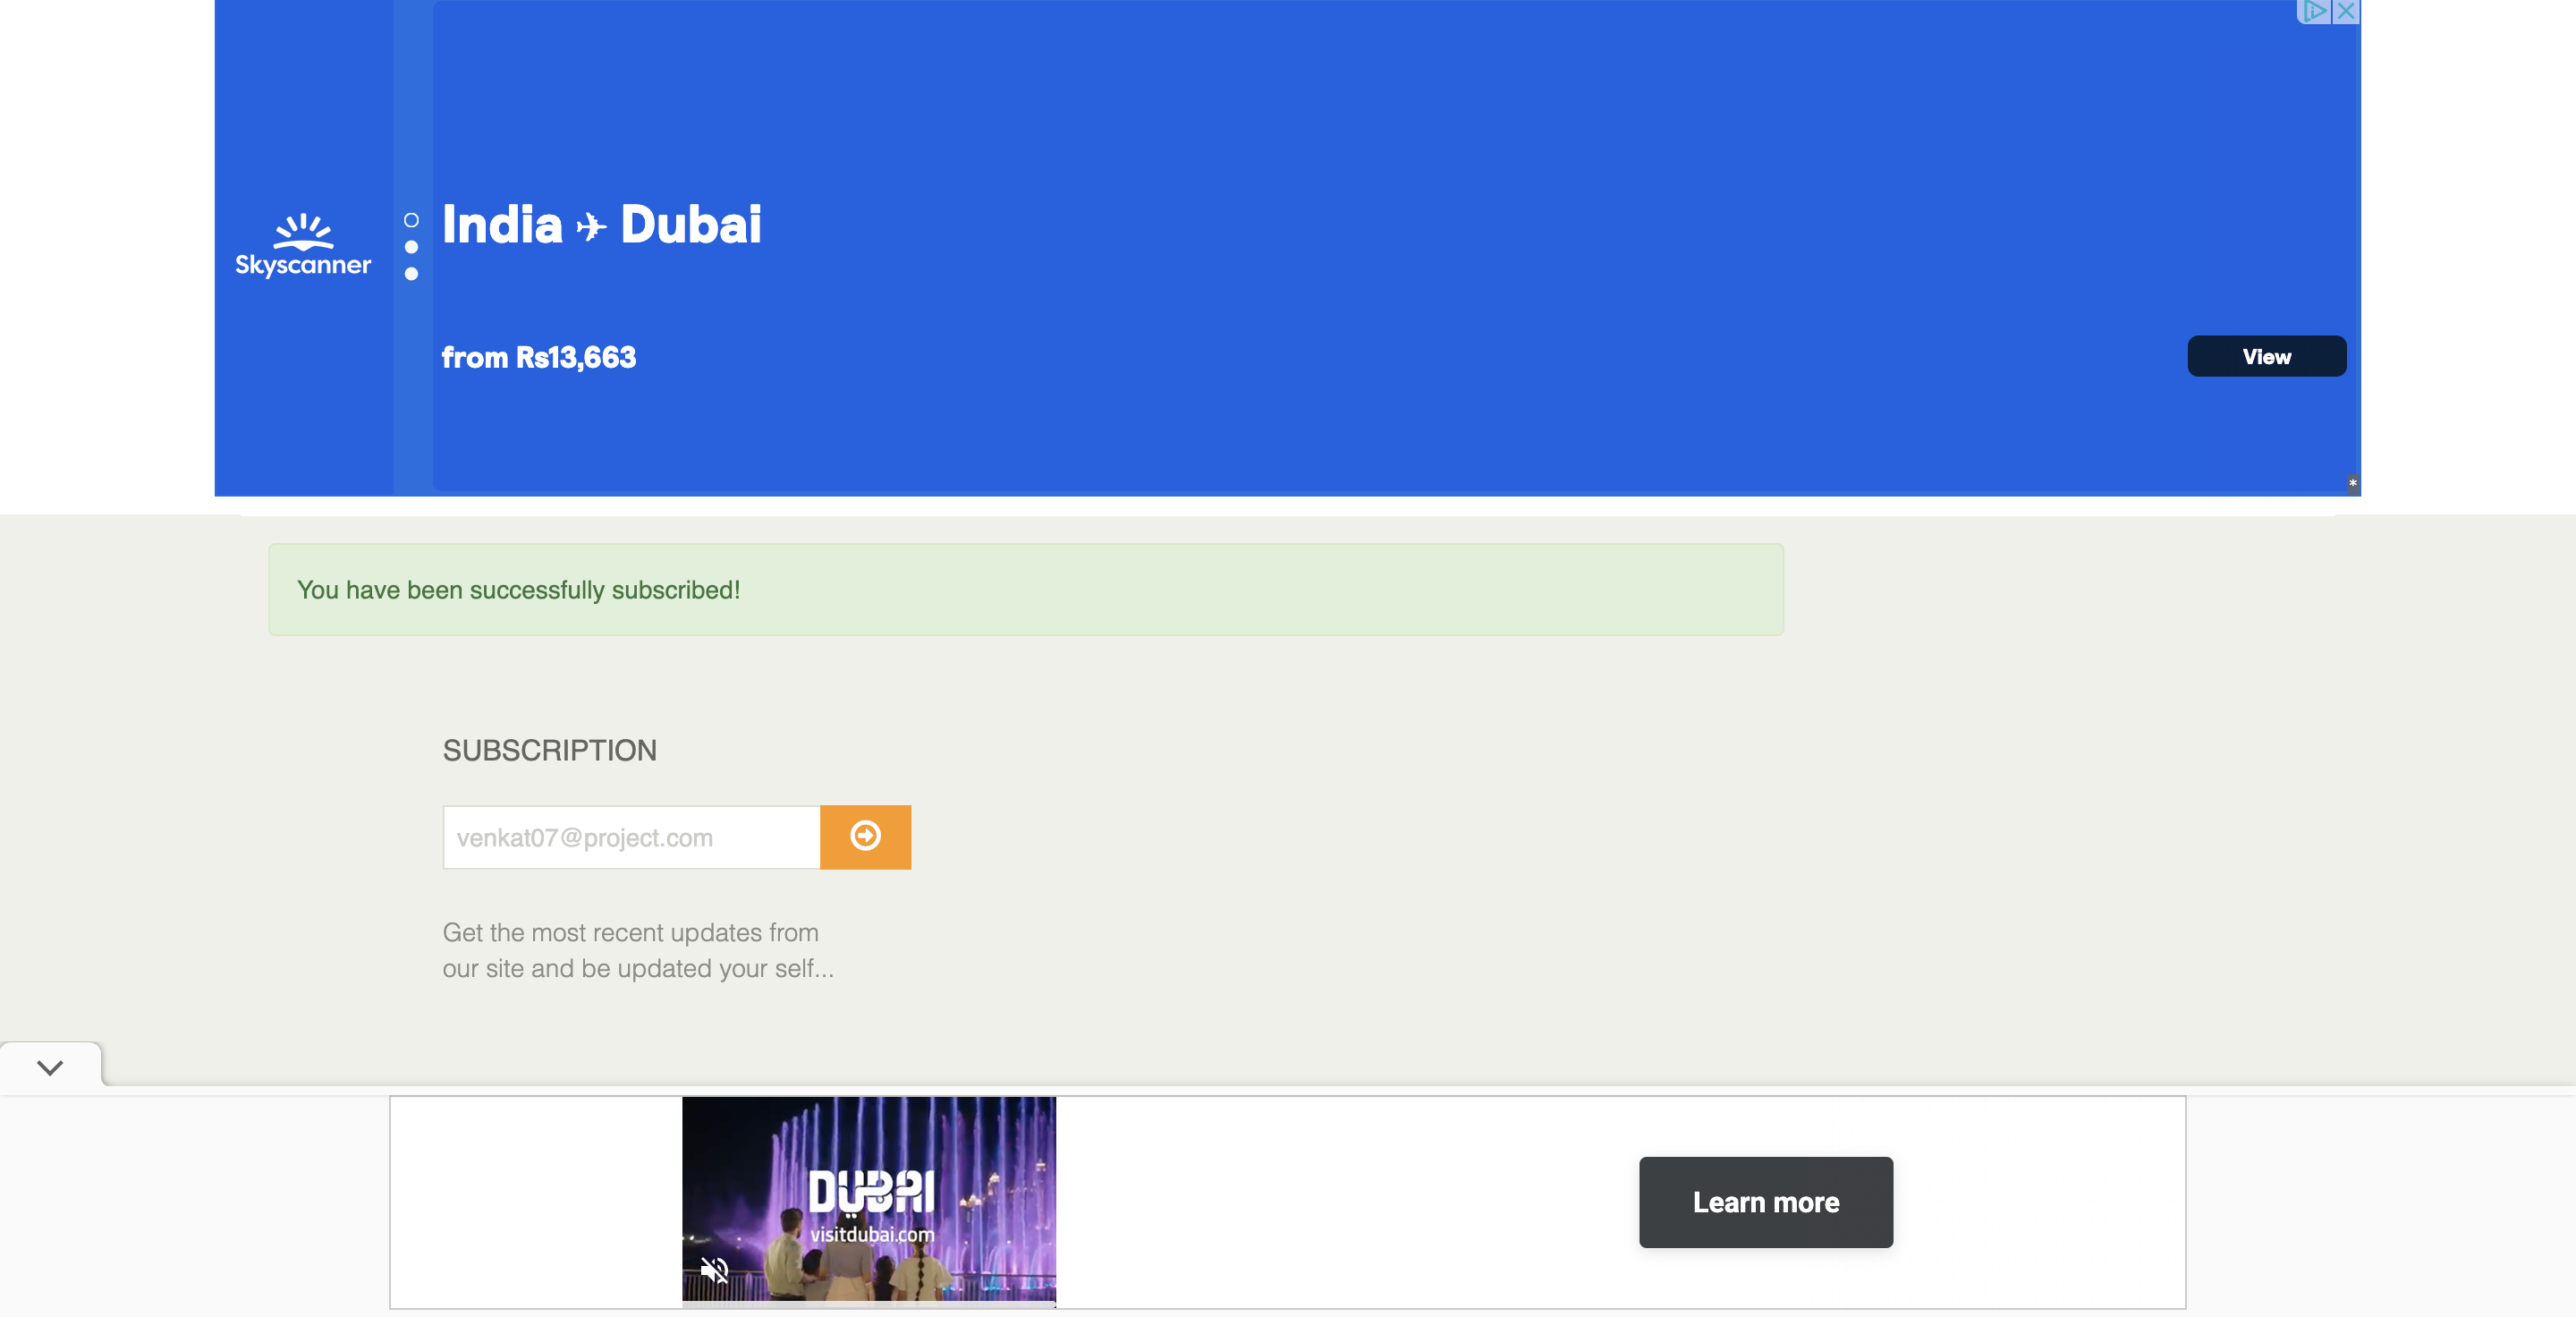 Skyscanner
India ✈ Dubai
from Rs13,663
View
*
You have been successfully subscribed!
SUBSCRIPTION
venkat07@project.com
Get the most recent updates from
our site and be updated your self...
DUBAI
visitdubai.com
Learn more